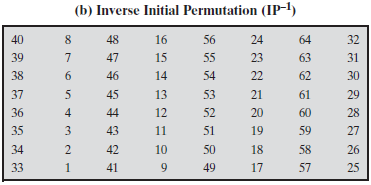 (b) Inverse Initial Permutation (IP–1)
40 8 48 16 56 24 64 32
39 7 47 15 55 23 63 31
38 6 46 14 54 22 62 30
37 5 45 13 53 21 61 29
36 4 44 12 52 20 60 28
35 3 43 11 51 19 59 27
34 2 42 10 50 18 58 26
33 1 41 9 49 17 57 25